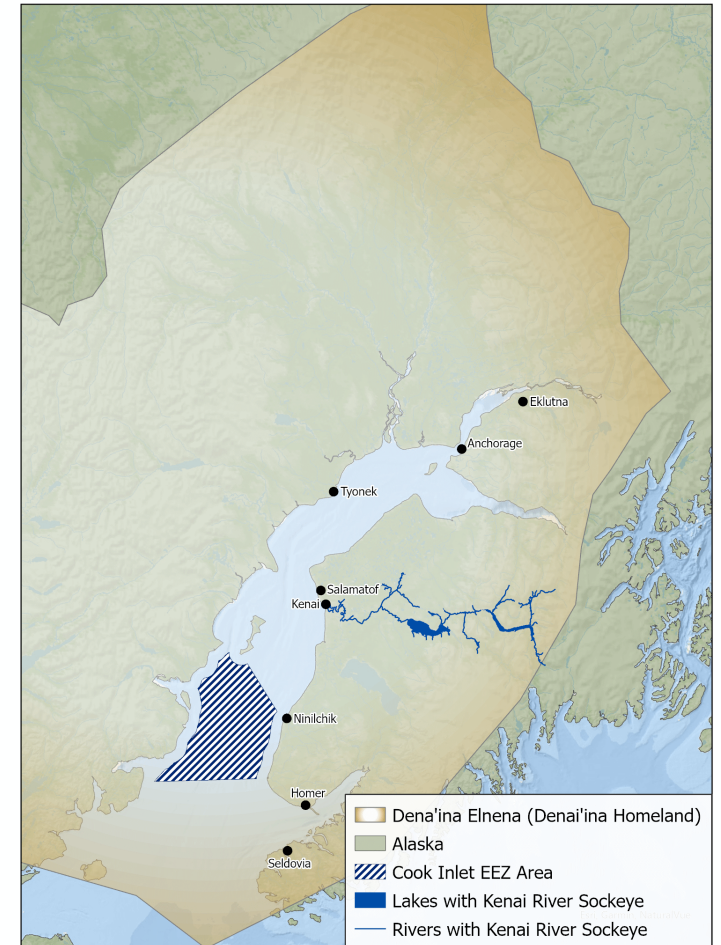 Eklutna
Anchorage
Tyonek
Salamatof
Kenai
Ninilchik
Homer
Seldovia
Dena'ina Elnena (Denai'ina Homeland)
Alaska
Cook Inlet EEZ Area
Lakes with Kenai River Sockeye
Rivers with Kenai River Sockeye